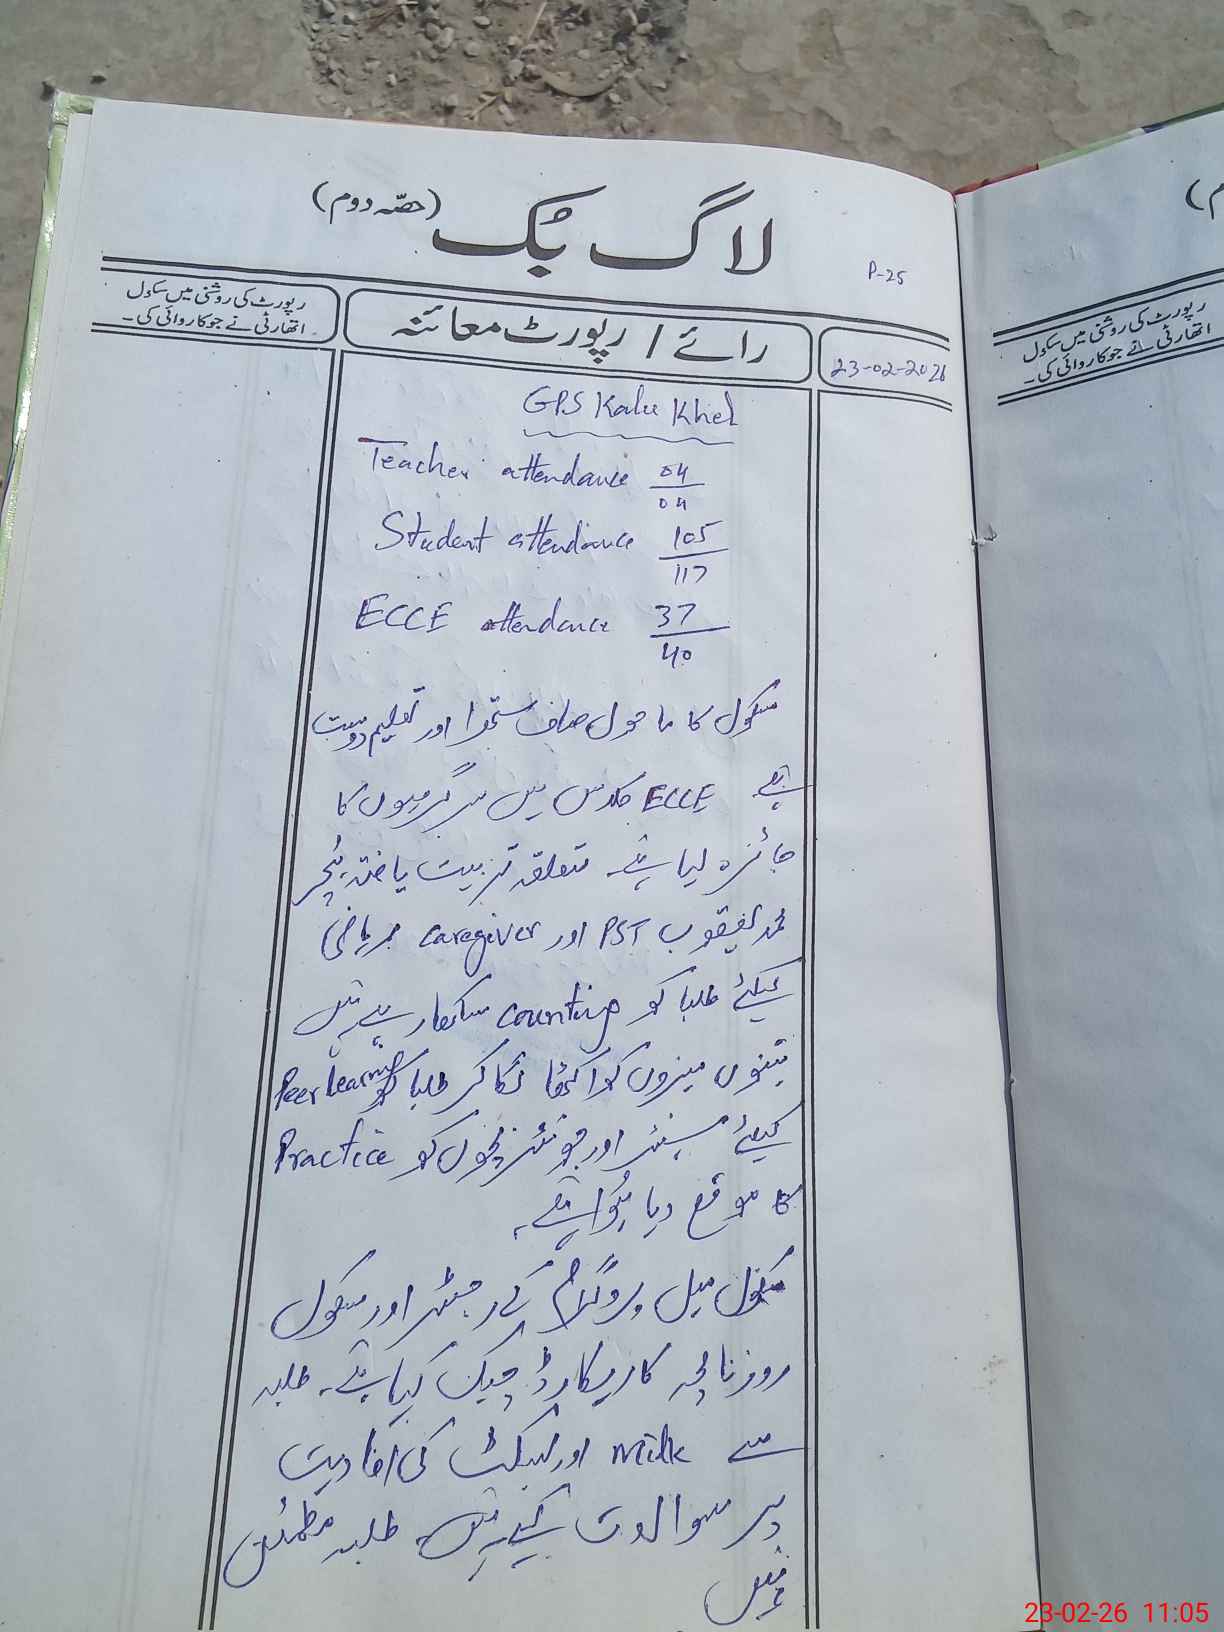 لاگ بک (حصّہ دوم)
P-25
رپورٹ کی روشنی میں سکول
اتھارٹی نے جو کاروائی کی۔
رائے / رپورٹ معائنہ
23-02-2026
GPS Kalu Khel
Teacher attendance 04/04
Student attendance 105/117
ECCE attendance 37/40
سکول کا ماحول صاف ستھرا اور تعلیم دوست
ہے ECCE کلاس میں سرگرمیوں کا
جائزہ لیا ہے۔ متعلقہ تربیت یافتہ ٹیچر
محمد یعقوب PST اور caregiver ریاضی
کیلئے طلبا کو counting سکھا رہے ہیں
تینوں میزوں کو اکٹھا لگا کر طلبا کو Peer Learning
کیلئے سینئر اور جونئیر بچوں کو Practice
کا موقع دیا ہُوا ہے۔
سکول میل پروگرام کے رجسٹر اور سکول
روزنامچہ کا ریکارڈ چیک کیا ہے۔ طلبہ
سے Milk اور بسکٹ کی افادیت
پر سوالات کیے ہیں۔ طلبہ مطمئن
ہیں
رپورٹ کی روشنی میں سکول
اتھارٹی نے جو کاروائی کی۔
م)
23-02-26 11:05